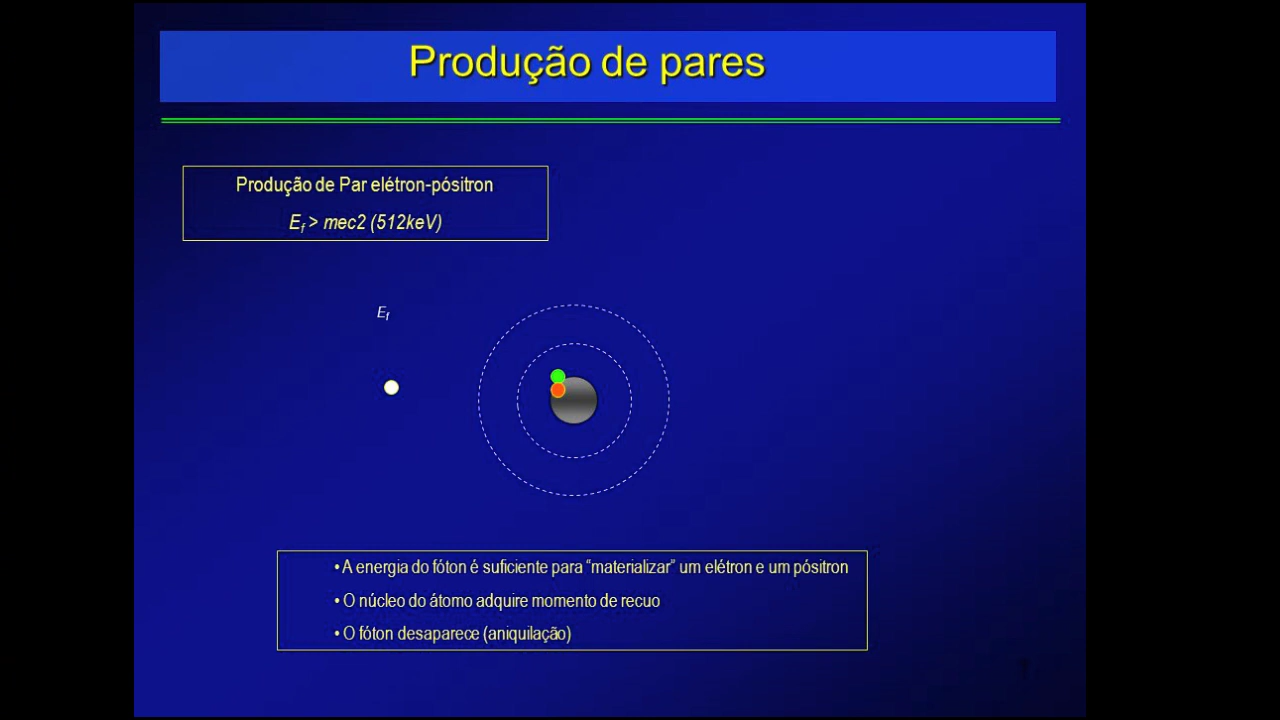 Produção de pares
Produção de Par elétron-pósitron
Ef > mec2 (512keV)
Ef
• A energia do fóton é suficiente para “materializar” um elétron e um pósitron
• O núcleo do átomo adquire momento de recuo
• O fóton desaparece (aniquilação)